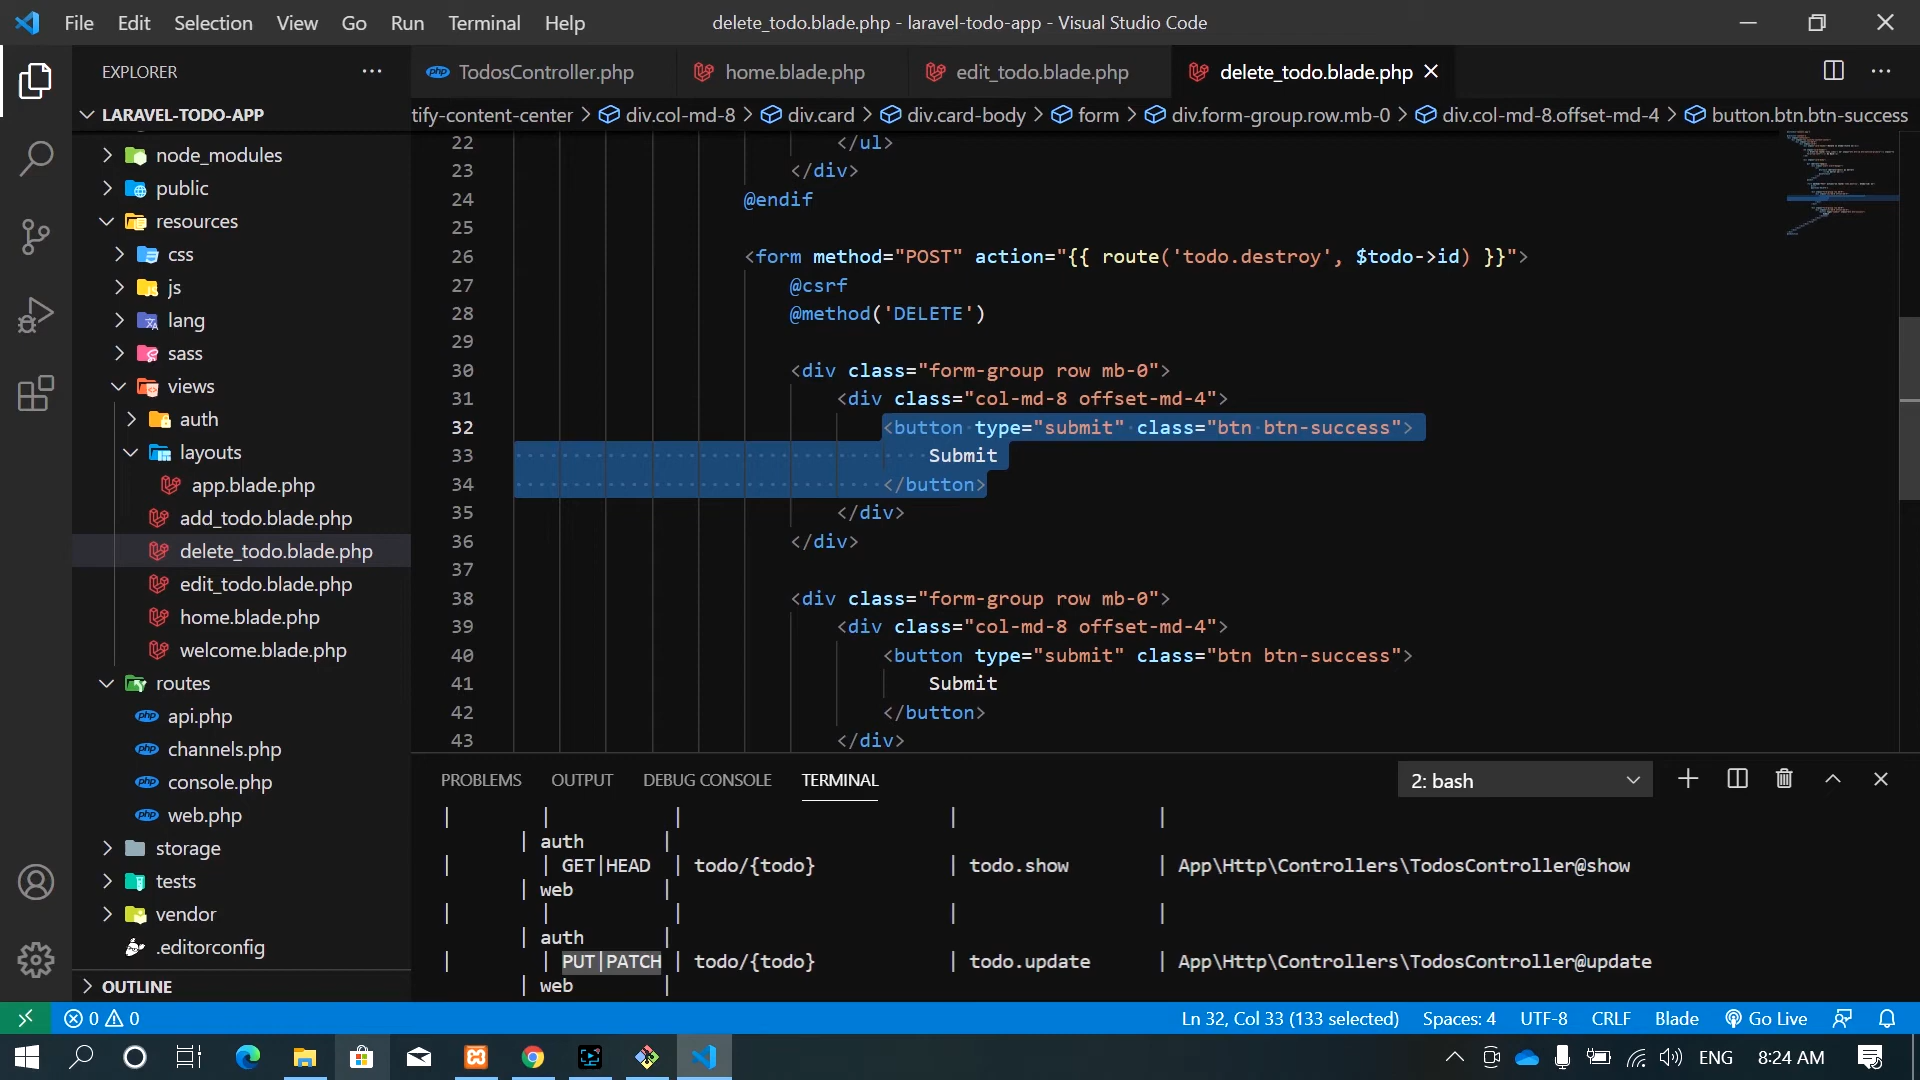 File Edit Selection View Go Run Terminal Help
delete_todo.blade.php - laravel-todo-app - Visual Studio Code
EXPLORER
LARAVEL-TODO-APP
node_modules
public
resources
css
js
lang
sass
views
auth
layouts
app.blade.php
add_todo.blade.php
delete_todo.blade.php
edit_todo.blade.php
home.blade.php
welcome.blade.php
routes
api.php
channels.php
console.php
web.php
storage
tests
vendor
.editorconfig
OUTLINE
TodosController.php home.blade.php edit_todo.blade.php delete_todo.blade.php
tify-content-center > div.col-md-8 > div.card > div.card-body > form > div.form-group.row.mb-0 > div.col-md-8.offset-md-4 > button.btn.btn-success
22 </ul>
23 </div>
24 @endif
25
26 <form method="POST" action="{{ route('todo.destroy', $todo->id) }}">
27 @csrf
28 @method('DELETE')
29
30 <div class="form-group row mb-0">
31 <div class="col-md-8 offset-md-4">
32 <button type="submit" class="btn btn-success">
33 Submit
34 </button>
35 </div>
36 </div>
37
38 <div class="form-group row mb-0">
39 <div class="col-md-8 offset-md-4">
40 <button type="submit" class="btn btn-success">
41 Submit
42 </button>
43 </div>
PROBLEMS OUTPUT DEBUG CONSOLE TERMINAL
2: bash
| | | | |
| auth |
| | GET|HEAD | todo/{todo} | todo.show | App\Http\Controllers\TodosController@show
| web |
| | | | |
| auth |
| | PUT|PATCH | todo/{todo} | todo.update | App\Http\Controllers\TodosController@update
| web |
0 0
Ln 32, Col 33 (133 selected) Spaces: 4 UTF-8 CRLF Blade Go Live
ENG 8:24 AM